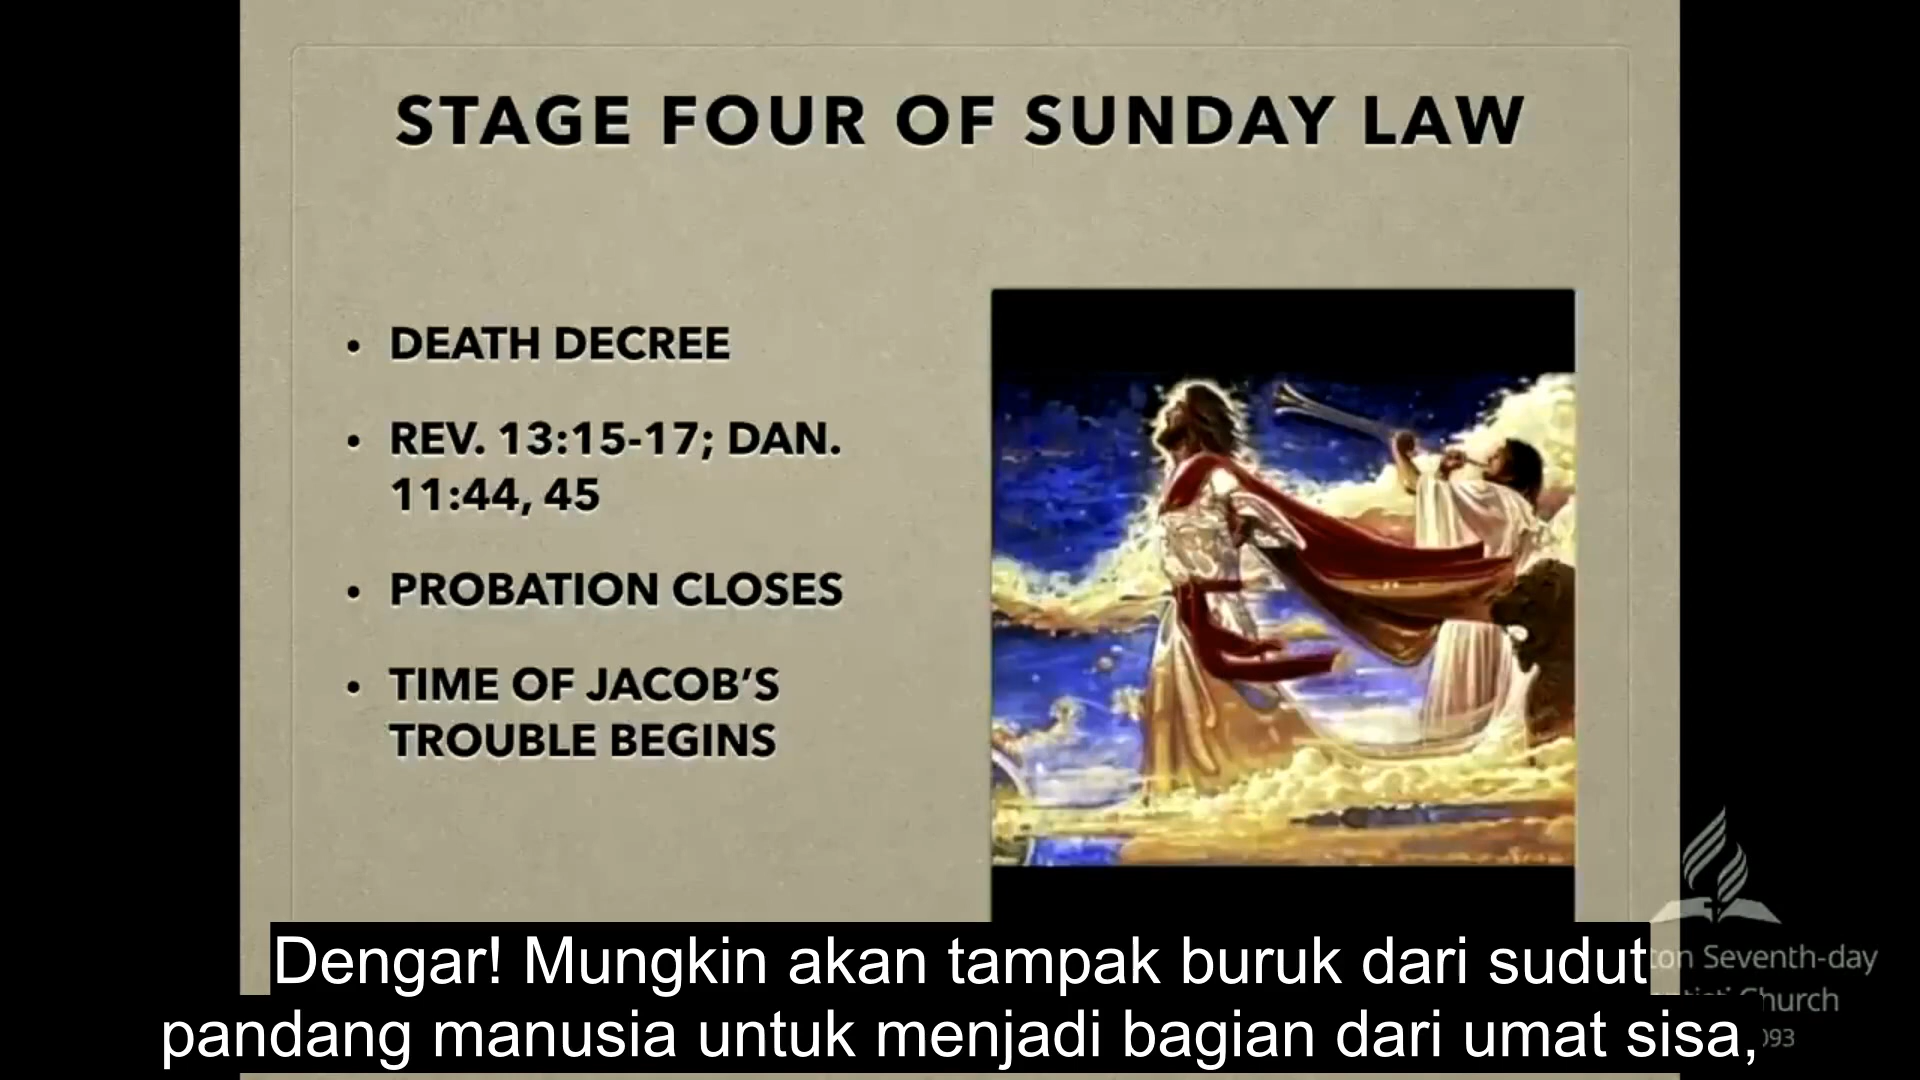 STAGE FOUR OF SUNDAY LAW
• DEATH DECREE
• REV. 13:15-17; DAN.
11:44, 45
• PROBATION CLOSES
• TIME OF JACOB’S
TROUBLE BEGINS
Seventh-day
Church
Dengar! Mungkin akan tampak buruk dari sudut
pandang manusia untuk menjadi bagian dari umat sisa,